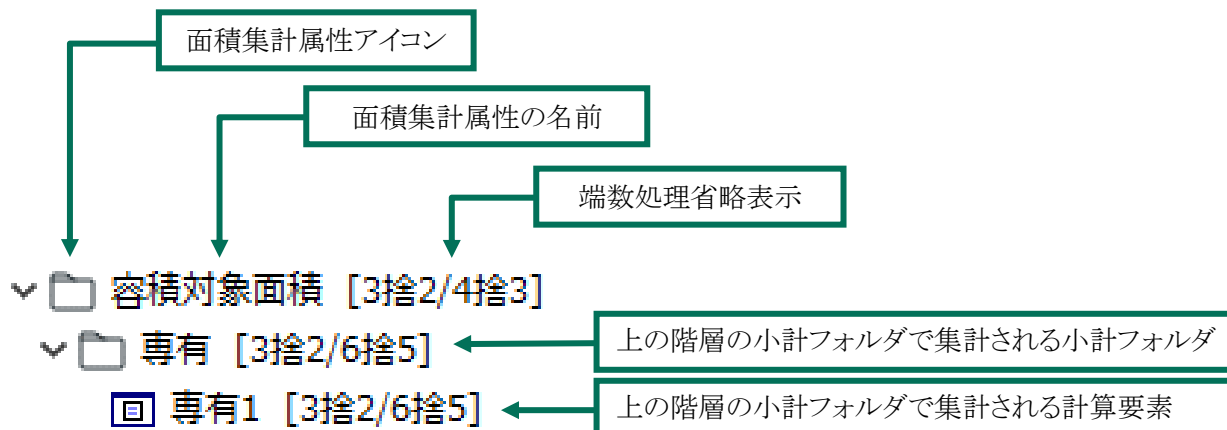 面積集計属性アイコン
面積集計属性の名前
端数処理省略表示
容積対象面積 [3捨2/4捨3]
専有 [3捨2/6捨5]
上の階層の小計フォルダで集計される小計フォルダ
専有1 [3捨2/6捨5]
上の階層の小計フォルダで集計される計算要素